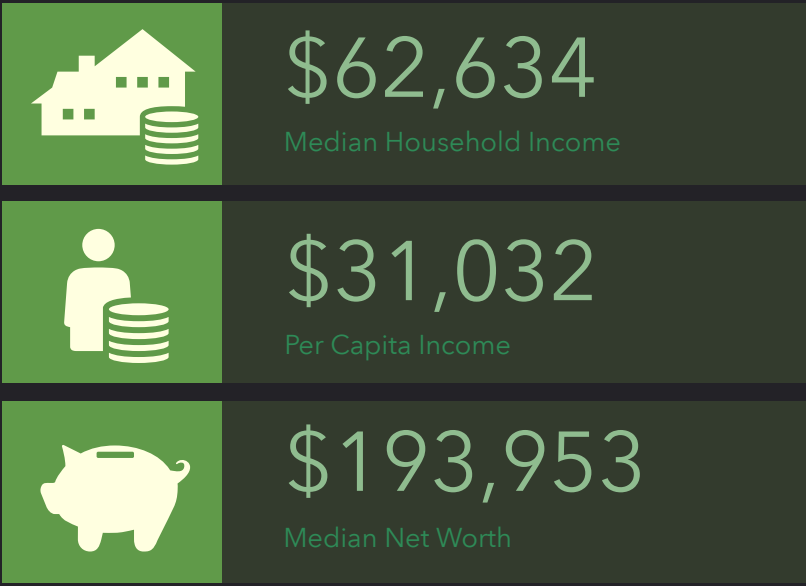 $62,634
Median Household Income
$31,032
Per Capita Income
$193,953
Median Net Worth